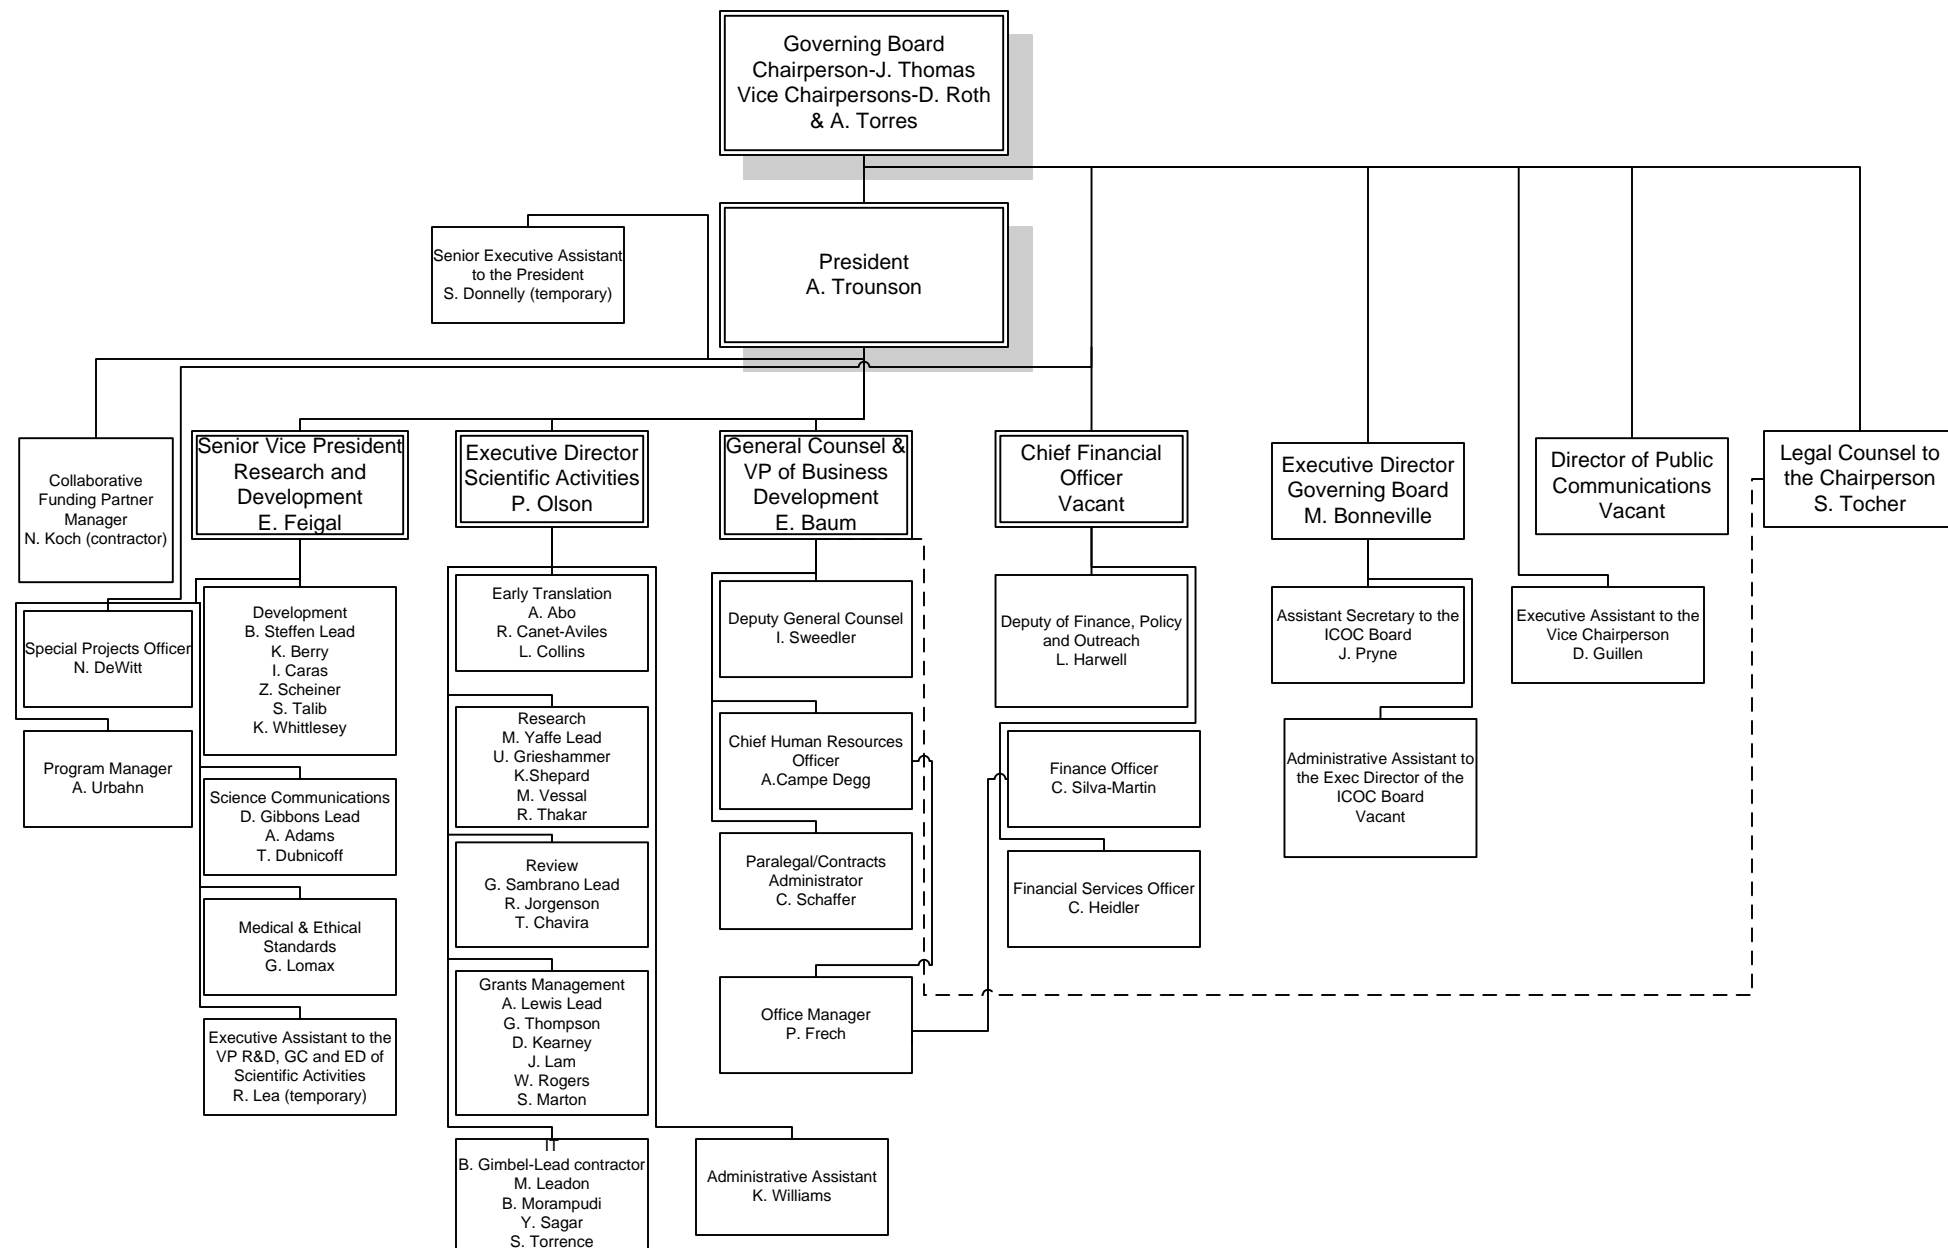 Governing Board
Chairperson-J. Thomas
Vice Chairpersons-D. Roth
& A. Torres
Senior Executive Assistant
to the President
S. Donnelly (temporary)
President
A. Trounson
Collaborative
Funding Partner
Manager
N. Koch (contractor)
Senior Vice President
Research and
Development
E. Feigal
Executive Director
Scientific Activities
P. Olson
General Counsel &
VP of Business
Development
E. Baum
Chief Financial
Officer
Vacant
Executive Director
Governing Board
M. Bonneville
Director of Public
Communications
Vacant
Legal Counsel to
the Chairperson
S. Tocher
Special Projects Officer
N. DeWitt
Program Manager
A. Urbahn
Development
B. Steffen Lead
K. Berry
I. Caras
Z. Scheiner
S. Talib
K. Whittlesey
Science Communications
D. Gibbons Lead
A. Adams
T. Dubnicoff
Medical & Ethical
Standards
G. Lomax
Executive Assistant to the
VP R&D, GC and ED of
Scientific Activities
R. Lea (temporary)
Early Translation
A. Abo
R. Canet-Aviles
L. Collins
Research
M. Yaffe Lead
U. Grieshammer
K.Shepard
M. Vessal
R. Thakar
Review
G. Sambrano Lead
R. Jorgenson
T. Chavira
Grants Management
A. Lewis Lead
G. Thompson
D. Kearney
J. Lam
W. Rogers
S. Marton
IT
B. Gimbel-Lead contractor
M. Leadon
B. Morampudi
Y. Sagar
S. Torrence
Administrative Assistant
K. Williams
Deputy General Counsel
I. Sweedler
Chief Human Resources
Officer
A.Campe Degg
Paralegal/Contracts
Administrator
C. Schaffer
Office Manager
P. Frech
Deputy of Finance, Policy
and Outreach
L. Harwell
Finance Officer
C. Silva-Martin
Financial Services Officer
C. Heidler
Assistant Secretary to the
ICOC Board
J. Pryne
Administrative Assistant to
the Exec Director of the
ICOC Board
Vacant
Executive Assistant to the
Vice Chairperson
D. Guillen